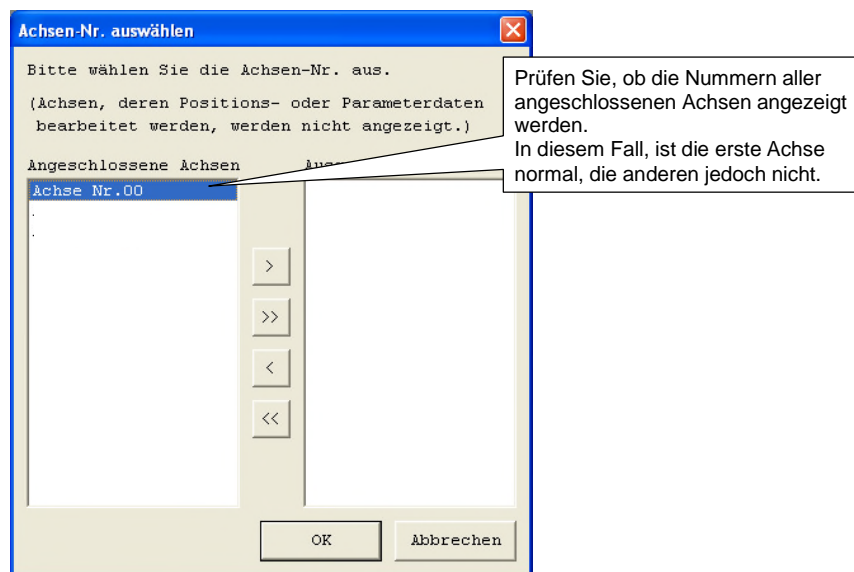 Achsen-Nr. auswählen
Bitte wählen Sie die Achsen-Nr. aus.
(Achsen, deren Positions- oder Parameterdaten
bearbeitet werden, werden nicht angezeigt.)
Angeschlossene Achsen
Achse Nr.00
.
.
>
>>
<
<<
OK
Abbrechen
Prüfen Sie, ob die Nummern aller
angeschlossenen Achsen angezeigt
werden.
In diesem Fall, ist die erste Achse
normal, die anderen jedoch nicht.